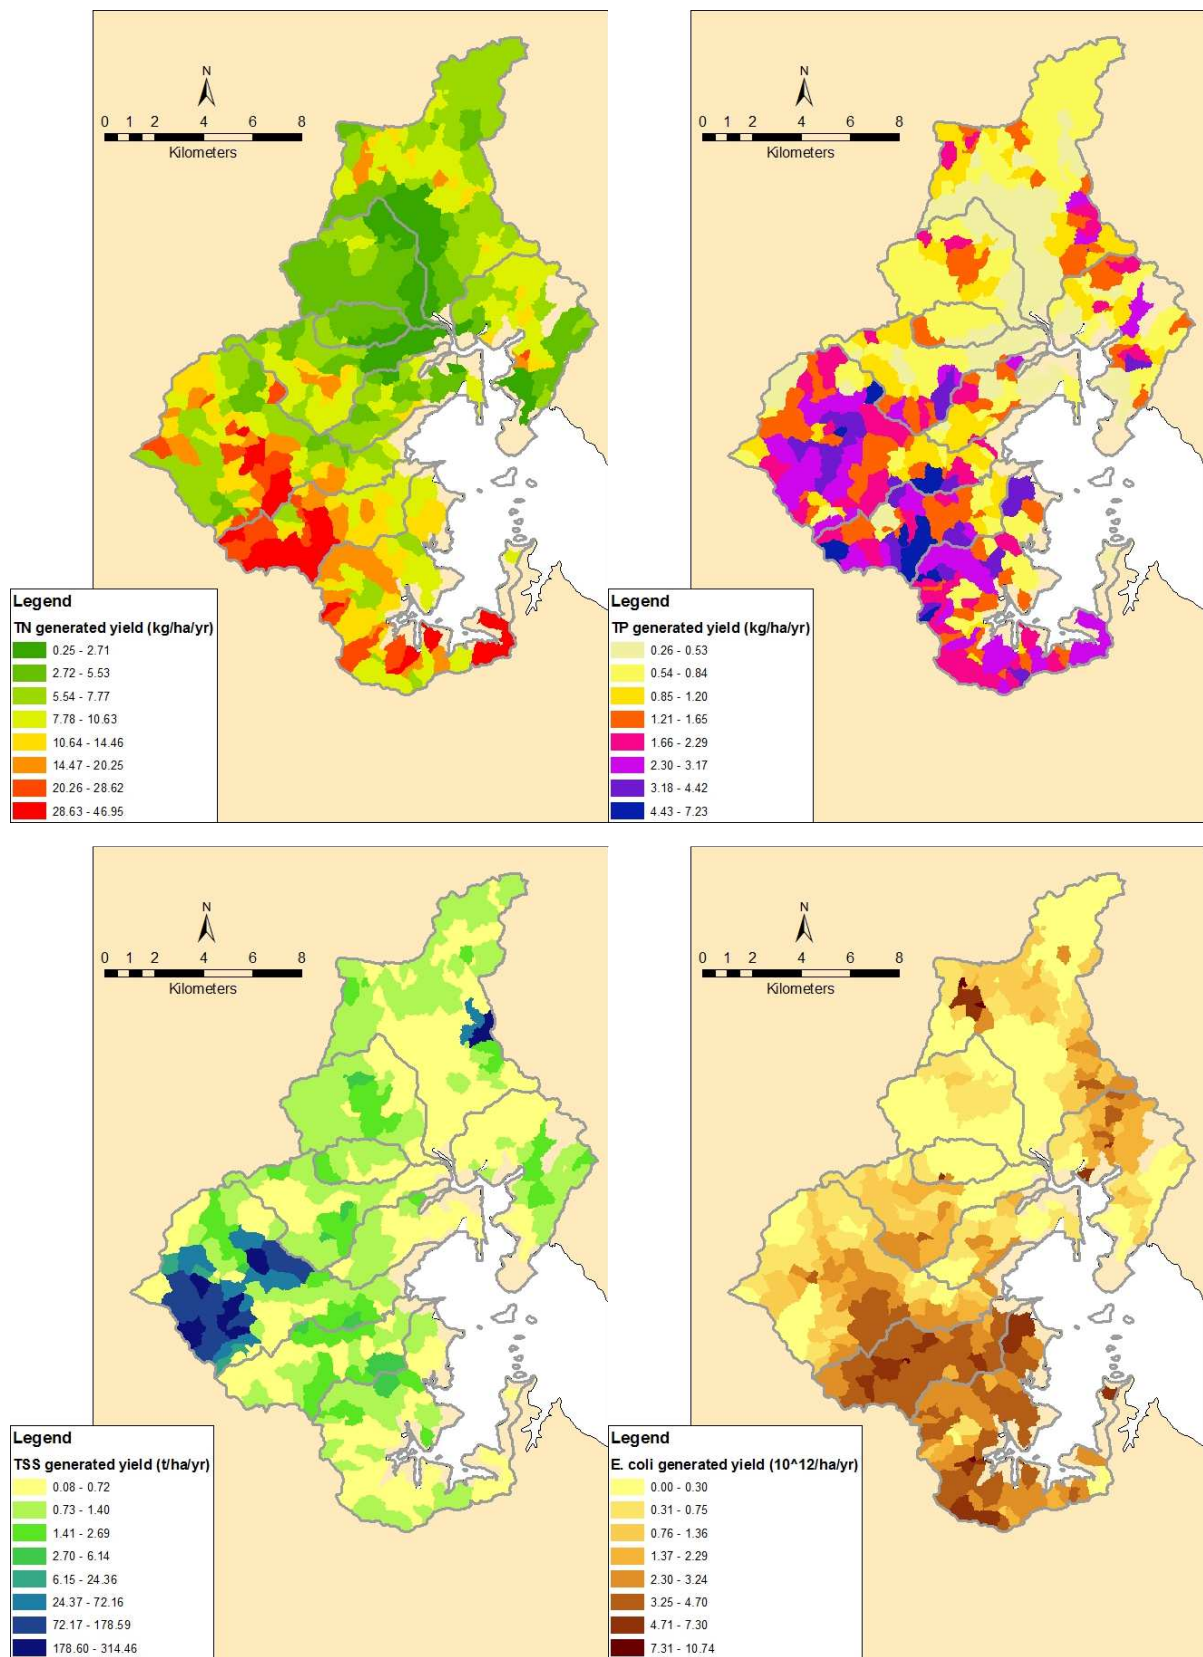 N
0 1 2 4 6 8
Kilometers
Legend
TN generated yield (kg/ha/yr)
0.25 - 2.71
2.72 - 5.53
5.54 - 7.77
7.78 - 10.63
10.64 - 14.46
14.47 - 20.25
20.26 - 28.62
28.63 - 46.95
N
0 1 2 4 6 8
Kilometers
Legend
TP generated yield (kg/ha/yr)
0.26 - 0.53
0.54 - 0.84
0.85 - 1.20
1.21 - 1.65
1.66 - 2.29
2.30 - 3.17
3.18 - 4.42
4.43 - 7.23
N
0 1 2 4 6 8
Kilometers
Legend
TSS generated yield (t/ha/yr)
0.08 - 0.72
0.73 - 1.40
1.41 - 2.69
2.70 - 6.14
6.15 - 24.36
24.37 - 72.16
72.17 - 178.59
178.60 - 314.46
N
0 1 2 4 6 8
Kilometers
Legend
E. coli generated yield (10^12/ha/yr)
0.00 - 0.30
0.31 - 0.75
0.76 - 1.36
1.37 - 2.29
2.30 - 3.24
3.25 - 4.70
4.71 - 7.30
7.31 - 10.74